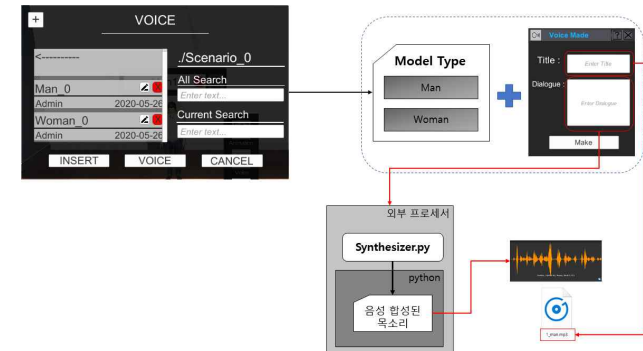 +
VOICE
<----------
Man_0
X
Admin 2020-05-26
Woman_0
X
Admin 2020-05-26
./Scenario_0
All Search
Enter text...
Current Search
Enter text...
INSERT VOICE CANCEL
Model Type
Man
Woman
Voice Made
Title :
Enter Title
Dialogue :
Enter Dialogue
Make
외부 프로세서
Synthesizer.py
python
음성 합성된
목소리
1_man.mp3